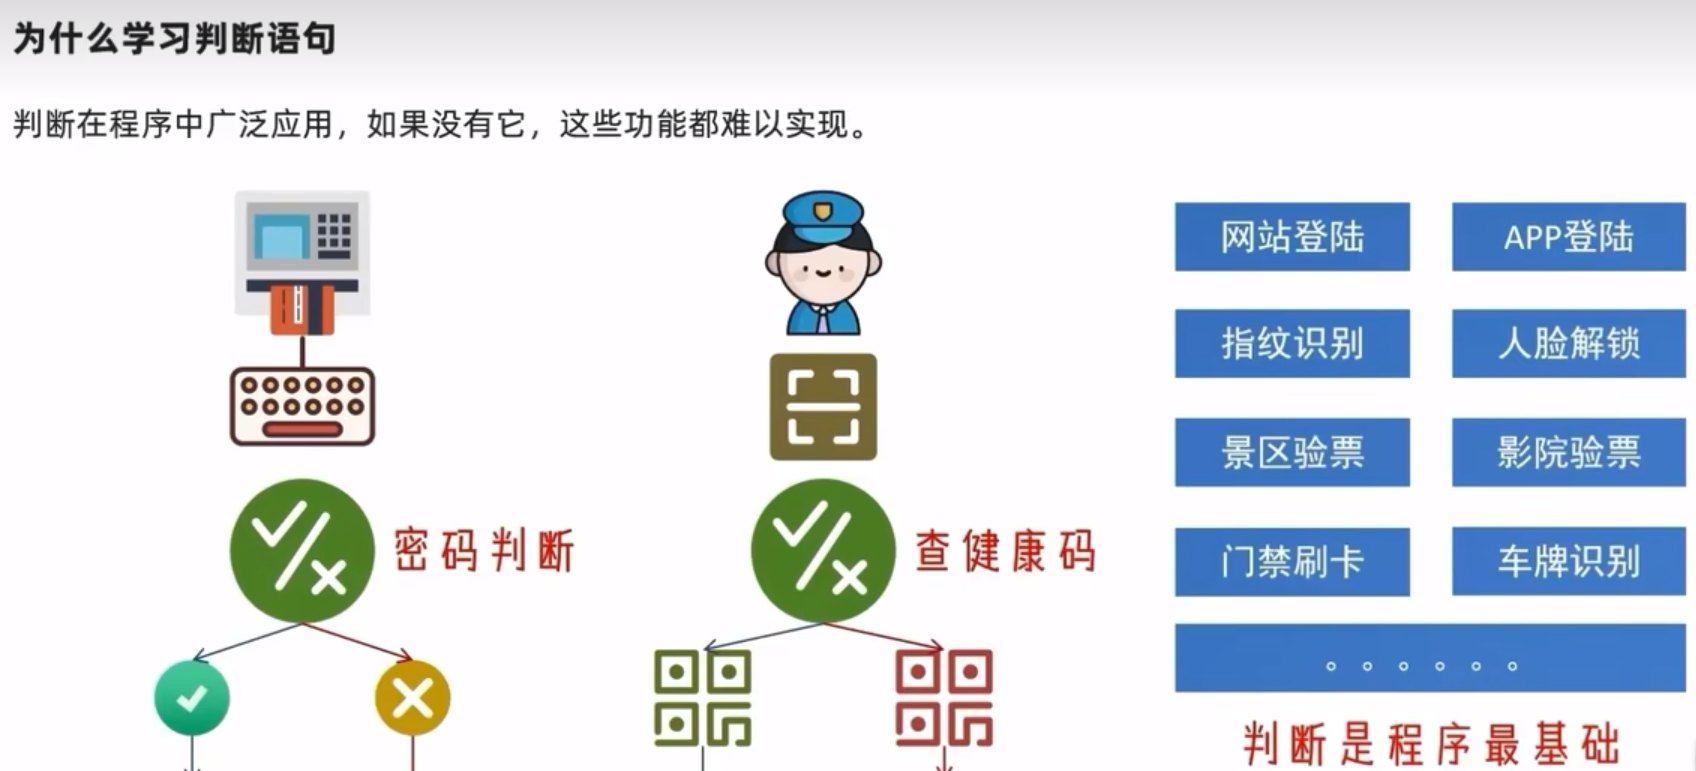 为什么学习判断语句
判断在程序中广泛应用，如果没有它，这些功能都难以实现。
密码判断
查健康码
网站登陆
APP登陆
指纹识别
人脸解锁
景区验票
影院验票
门禁刷卡
车牌识别
。。。。。。
判断是程序最基础